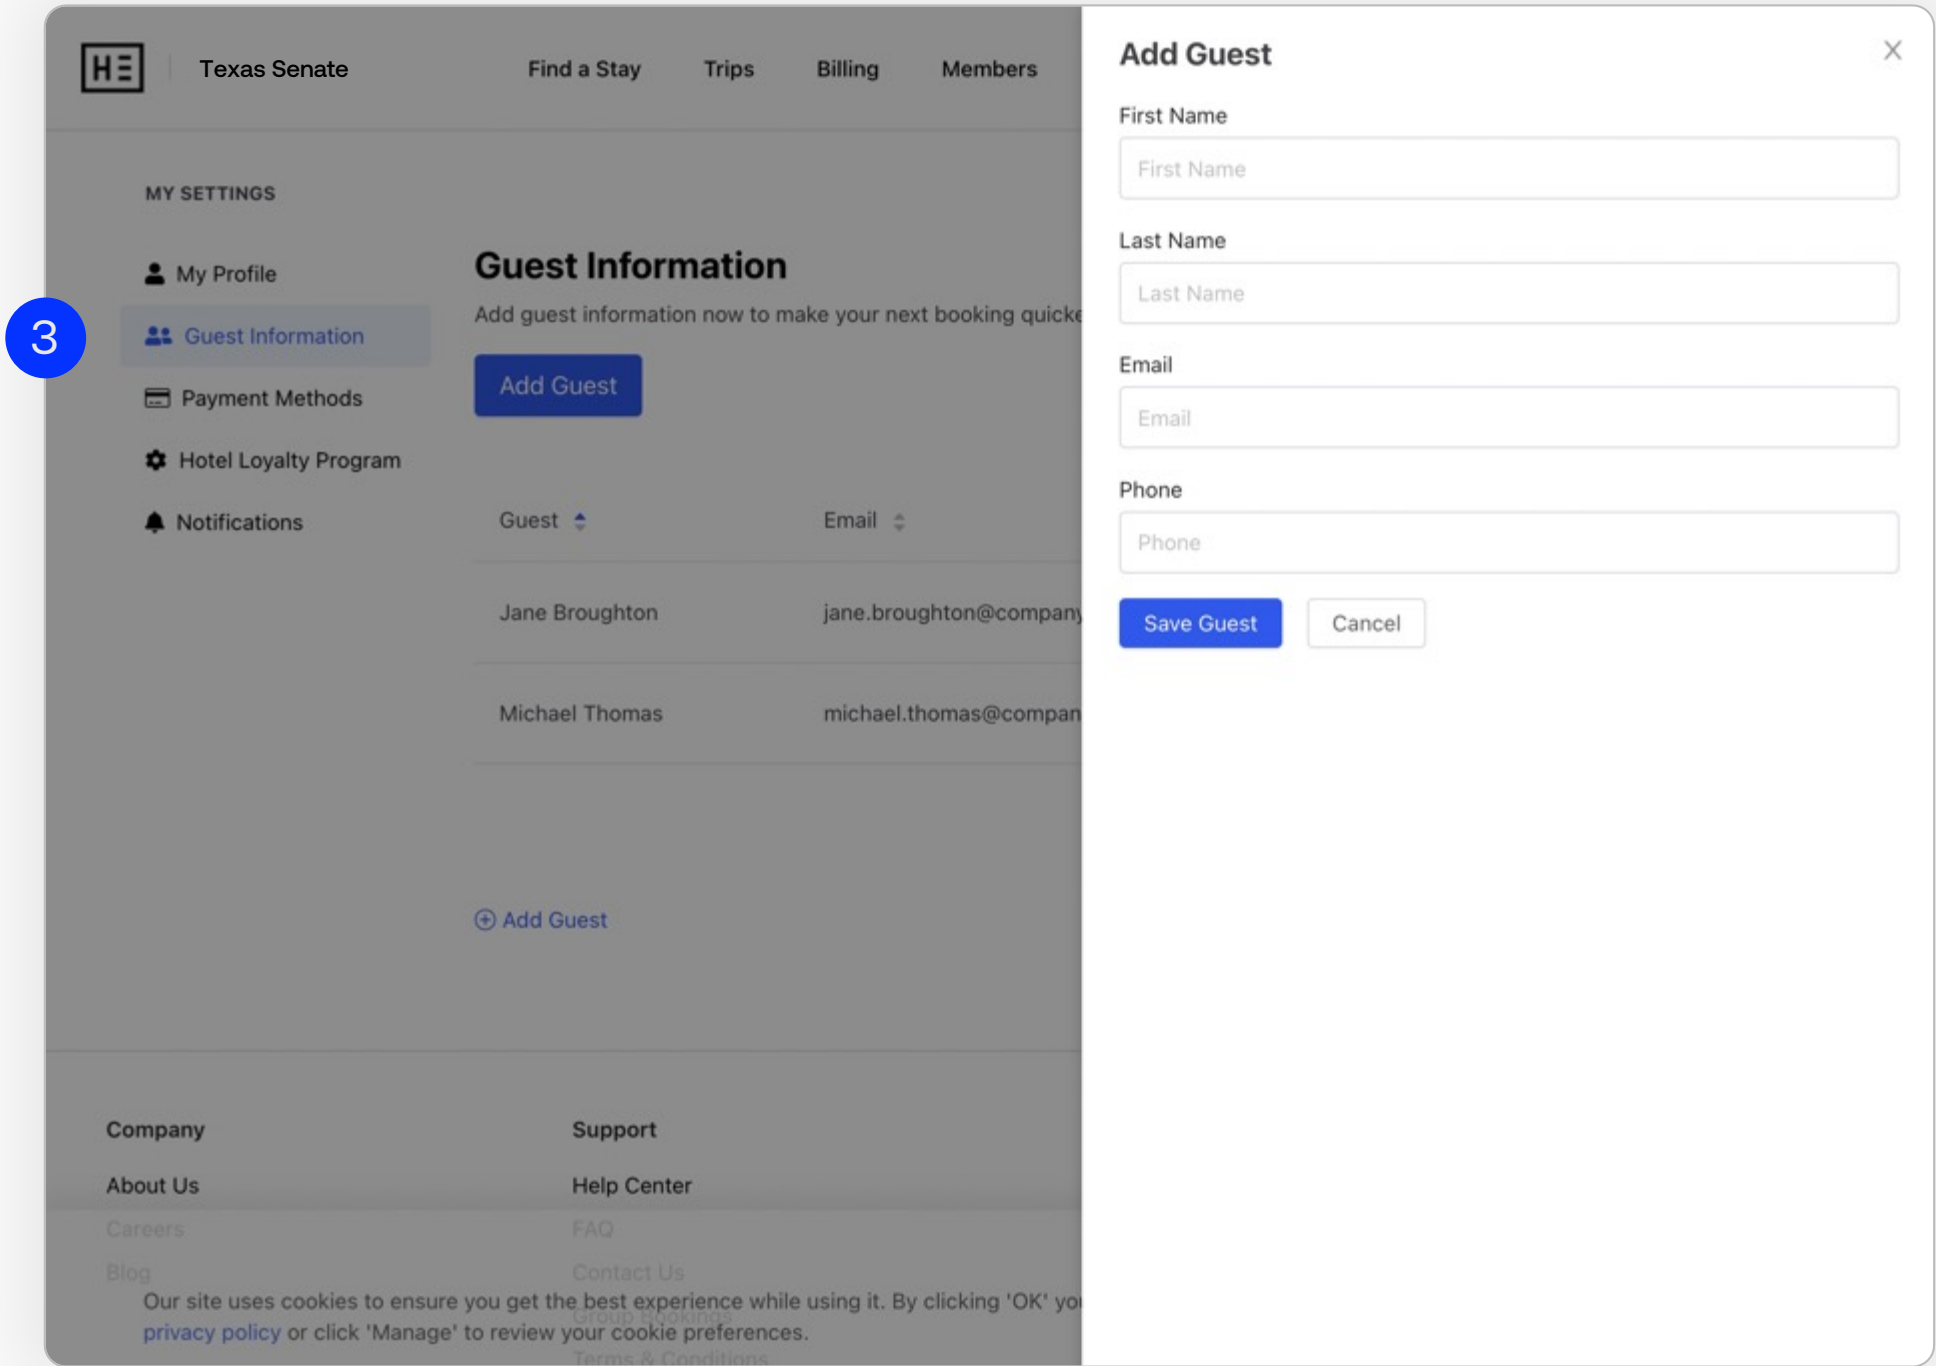 HE
Texas Senate
Find a Stay
Trips
Billing
Members
MY SETTINGS
My Profile
3
Guest Information
Payment Methods
Hotel Loyalty Program
Notifications
Guest Information
Add guest information now to make your next booking quicke
Add Guest
Guest
Email
Jane Broughton
jane.broughton@company
Michael Thomas
michael.thomas@compan
Add Guest
Company
About Us
Careers
Blog
Support
Help Center
FAQ
Contact Us
Group Bookings
Terms & Conditions
Our site uses cookies to ensure you get the best experience while using it. By clicking 'OK' you
privacy policy or click 'Manage' to review your cookie preferences.
Add Guest
First Name
First Name
Last Name
Last Name
Email
Email
Phone
Phone
Save Guest
Cancel